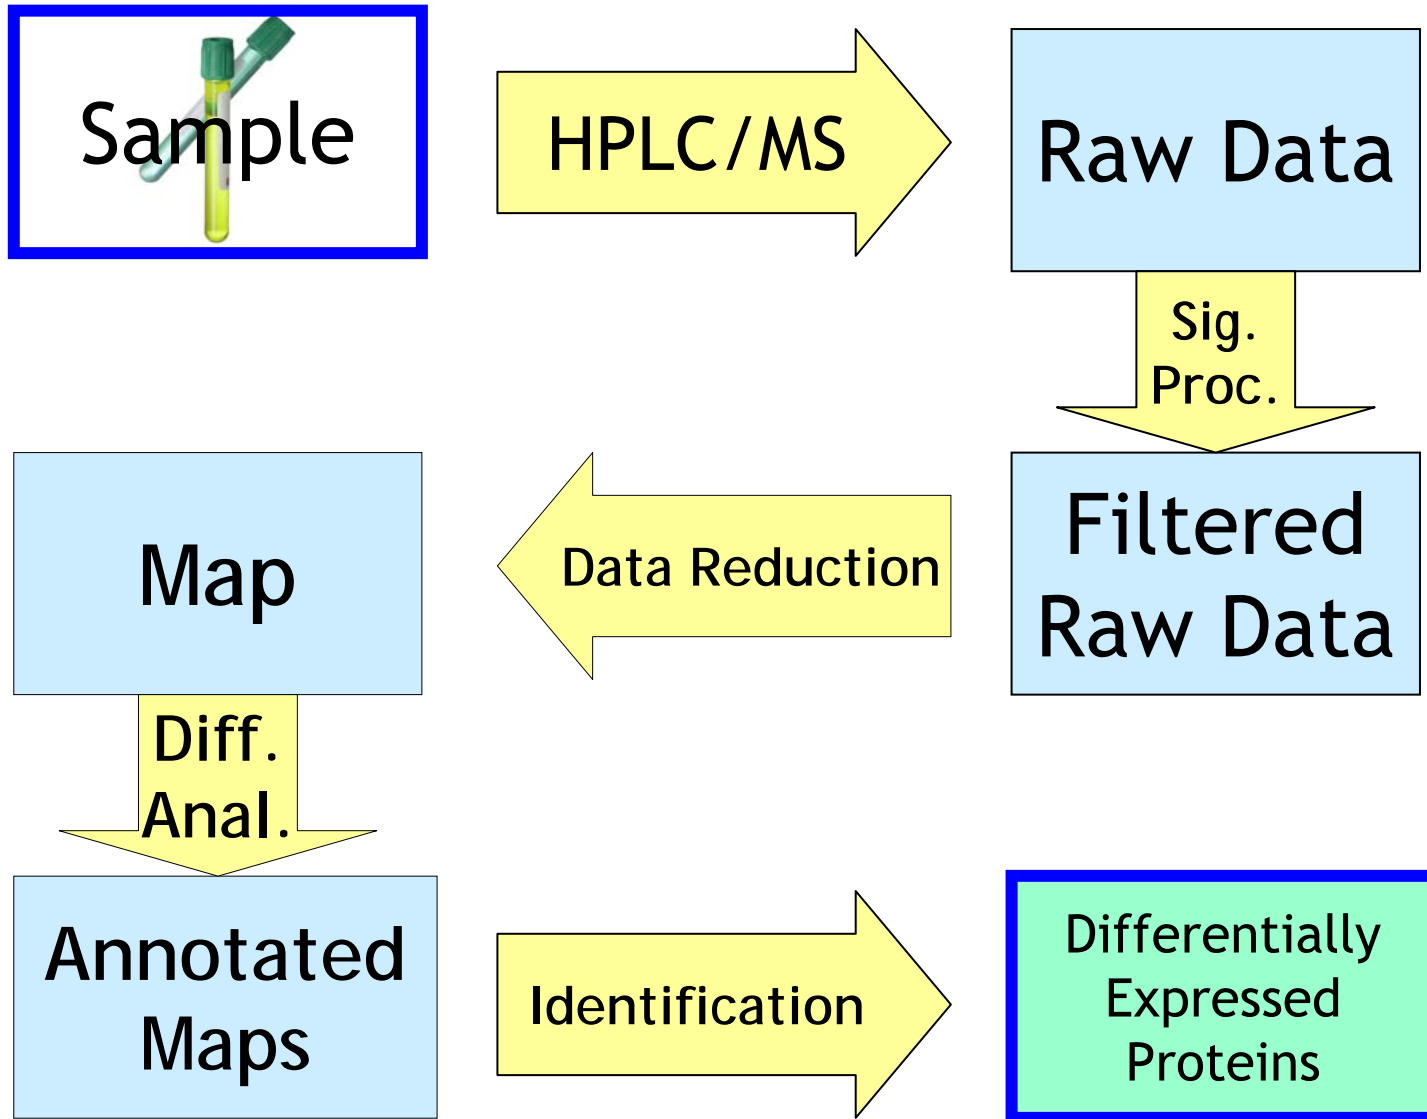 Sample
HPLC/MS
Raw Data
Sig.
Proc.
Filtered
Raw Data
Data Reduction
Map
Diff.
Anal.
Annotated
Maps
Identification
Differentially
Expressed
Proteins